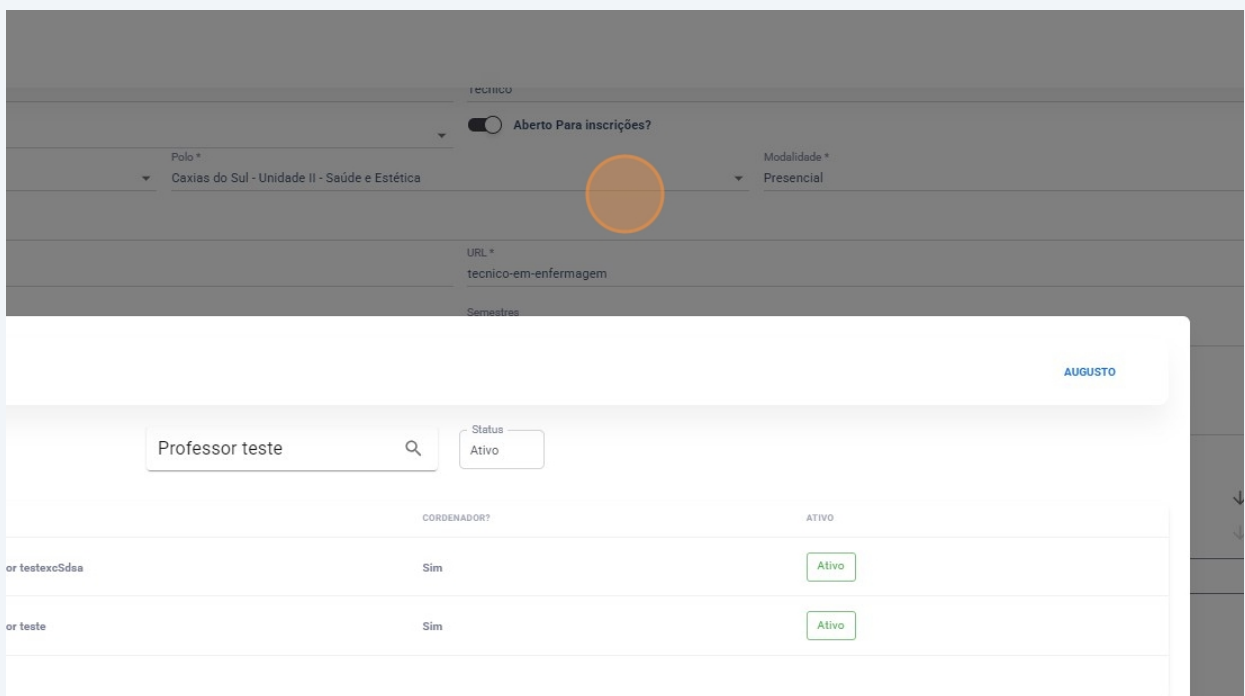 Técnico
Aberto Para inscrições?
Polo *
Modalidade *
Caxias do Sul - Unidade II - Saúde e Estética
Presencial
URL *
tecnico-em-enfermagem
Semestres
AUGUSTO
Status
Professor teste
Ativo
CORDENADOR?
ATIVO
or testexcSdsa
Sim
Ativo
or teste
Sim
Ativo